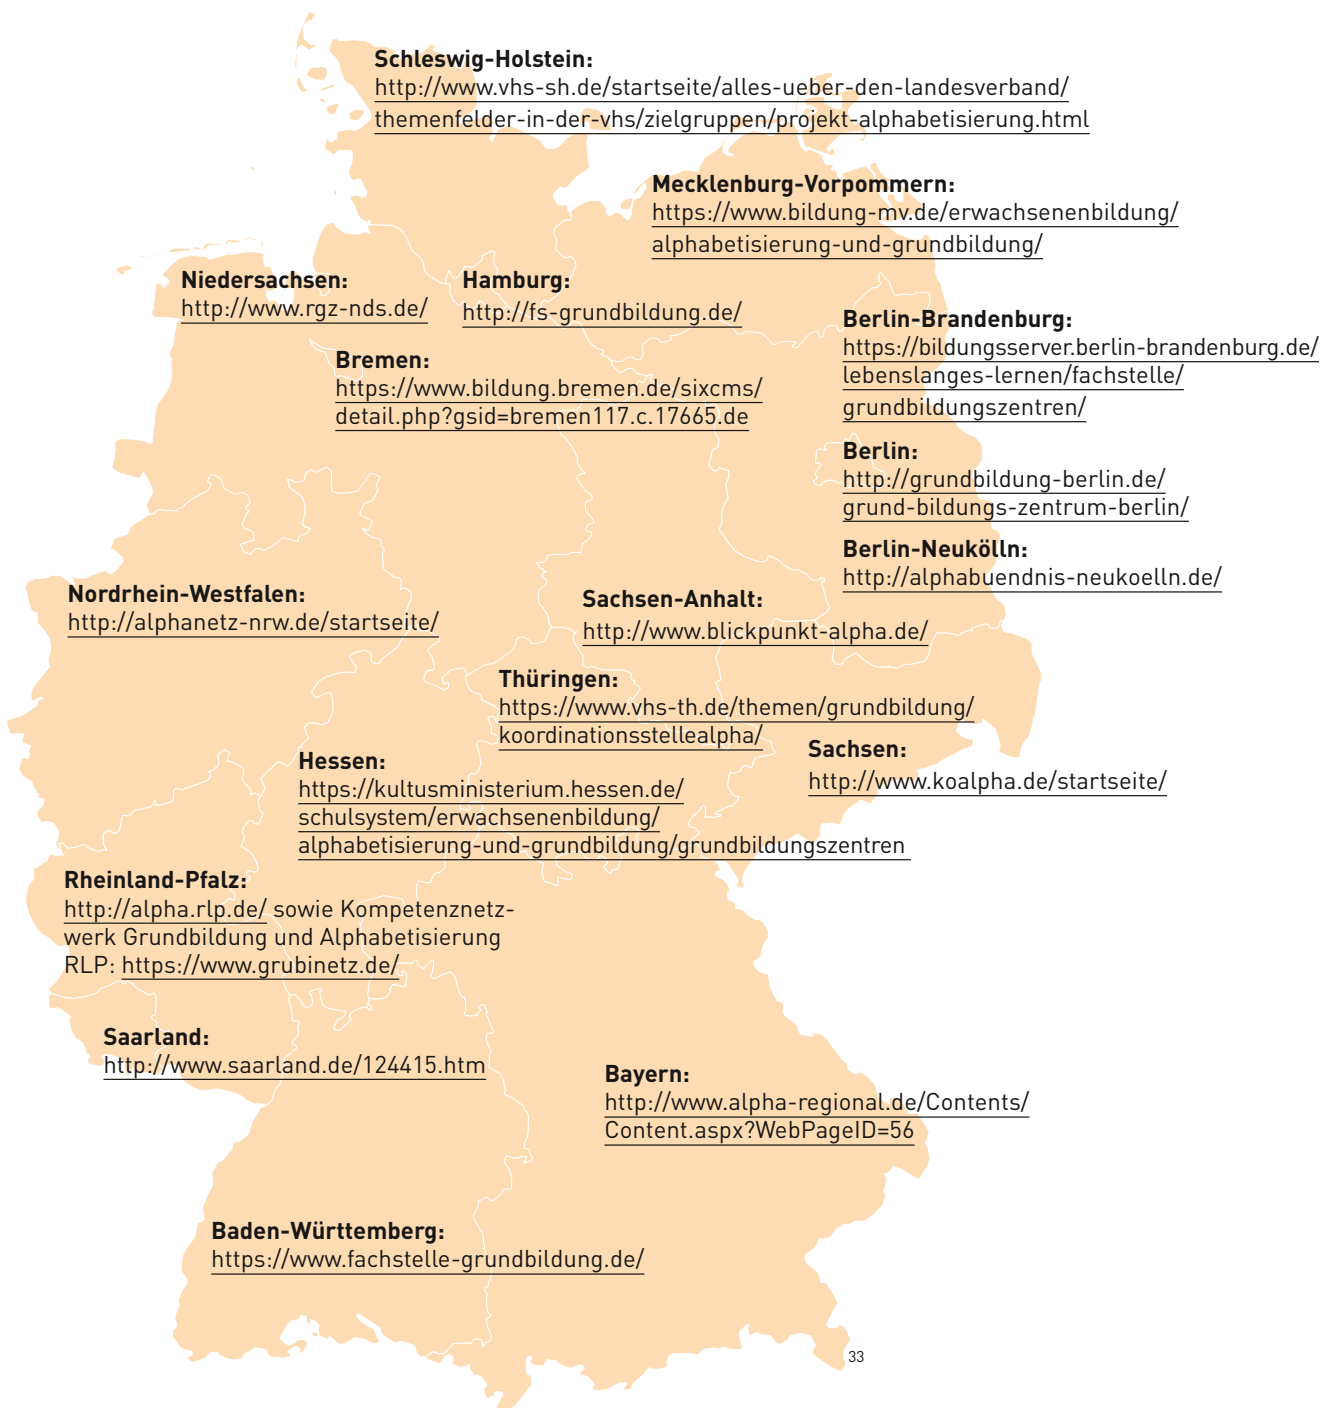 Schleswig-Holstein:
http://www.vhs-sh.de/startseite/alles-ueber-den-landesverband/
themenfelder-in-der-vhs/zielgruppen/projekt-alphabetisierung.html
Mecklenburg-Vorpommern:
https://www.bildung-mv.de/erwachsenenbildung/
alphabetisierung-und-grundbildung/
Niedersachsen:
http://www.rgz-nds.de/
Hamburg:
http://fs-grundbildung.de/
Berlin-Brandenburg:
https://bildungsserver.berlin-brandenburg.de/
lebenslanges-lernen/fachstelle/
grundbildungszentren/
Bremen:
https://www.bildung.bremen.de/sixcms/
detail.php?gsid=bremen117.c.17665.de
Berlin:
http://grundbildung-berlin.de/
grund-bildungs-zentrum-berlin/
Berlin-Neukölln:
http://alphabuendnis-neukoelln.de/
Nordrhein-Westfalen:
http://alphanetz-nrw.de/startseite/
Sachsen-Anhalt:
http://www.blickpunkt-alpha.de/
Thüringen:
https://www.vhs-th.de/themen/grundbildung/
koordinationsstellealpha/
Sachsen:
http://www.koalpha.de/startseite/
Hessen:
https://kultusministerium.hessen.de/
schulsystem/erwachsenenbildung/
alphabetisierung-und-grundbildung/grundbildungszentren
Rheinland-Pfalz:
http://alpha.rlp.de/ sowie Kompetenznetz-
werk Grundbildung und Alphabetisierung
RLP: https://www.grubinetz.de/
Saarland:
http://www.saarland.de/124415.htm
Bayern:
http://www.alpha-regional.de/Contents/
Content.aspx?WebPageID=56
Baden-Württemberg:
https://www.fachstelle-grundbildung.de/
33